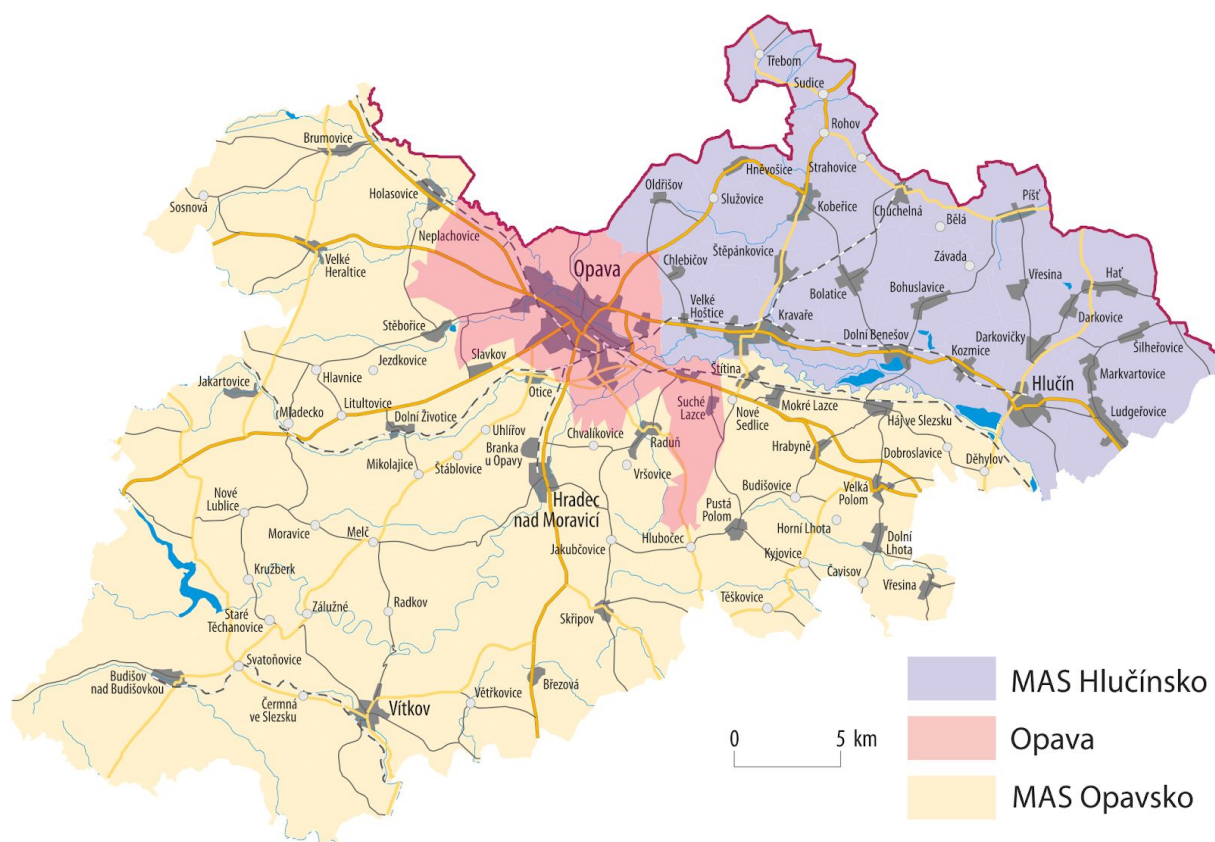 Třebom
Sudice
Rohov
Brumovice
Hněvošice
Strahovice
Holasovice
Oldřišov
Sosnová
Služovice
Kobeřice
Chuchelná
Píšť
Bělá
Neplachovice
Štěpánkovice
Velké
Heraltice
Opava
Chlebičov
Závada
Vřesina
Hať
Bolatice
Bohuslavice
Velké
Hoštice
Kravaře
Darkovice
Stěbořice
Dolní Benešov
Darkovičky
Kozmice
Šilheřovice
Slavkov
Jezdkovice
Štítina
Markvartovice
Hlavnice
Jakartovice
Otice
Hlučín
Suché
Lazce
Mokré Lazce
Mladecko
Litultovice
Dolní Životice
Nové
Sedlice
Ludgeřovice
Háj ve Slezsku
Uhlířov
Chvalíkovice
Raduň
Branka
u Opavy
Hrabyně
Dobroslavice
Stáblovice
Mikolajice
Vršovice
Děhylov
Budišovice
Velká
Polom
Nové
Lublice
Hradec
nad Moravicí
Pustá
Polom
Moravice
Melč
Horní Lhota
Hlubočec
Jakubčovice
Dolní
Lhota
Kyjovice
Kružberk
Čavisov
Vřesina
Radkov
Těškovice
Staré
Těchanovice
Zálužné
Skřipov
Svatoňovice
Budišov
nad Budišovkou
Březová
Větřkovice
Čermná
ve Slezsku
Vítkov
0 5 km
MAS Hlučínsko
Opava
MAS Opavsko